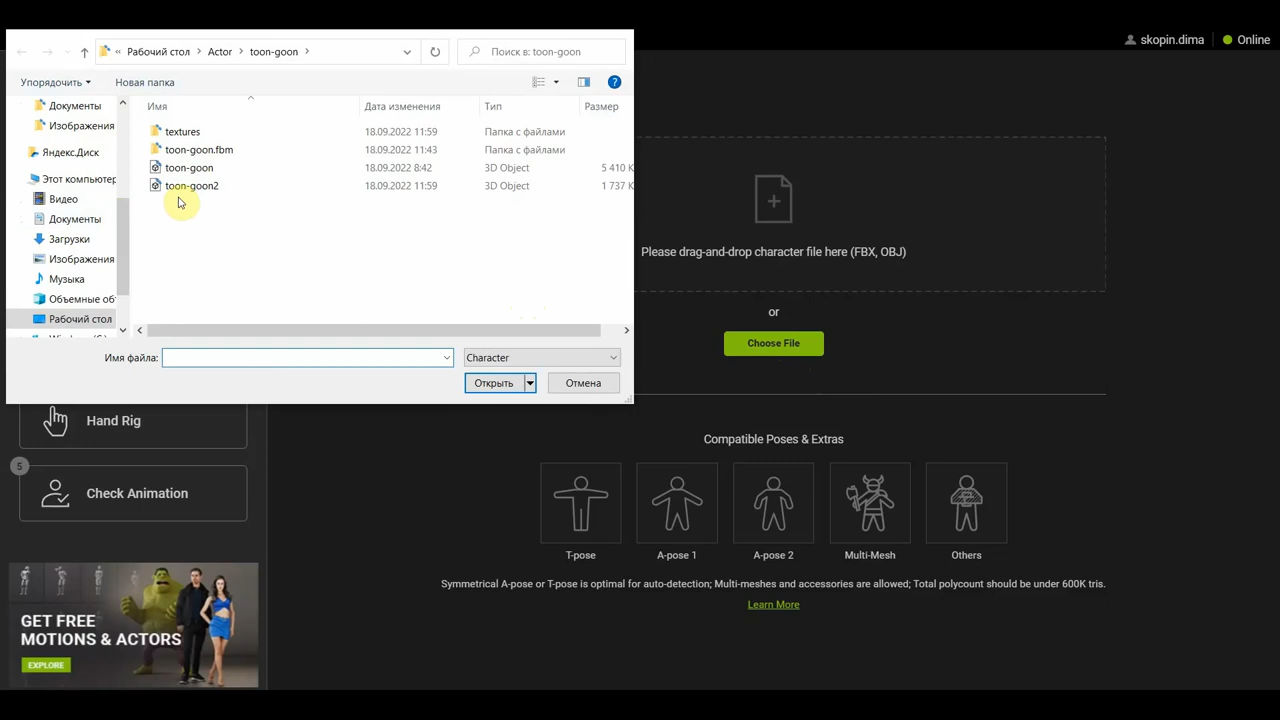 skopin.dima
Online
« Рабочий стол > Actor > toon-goon >
Поиск в: toon-goon
Упорядочить
Новая папка
Имя
Дата изменения
Тип
Размер
Документы
Изображения
Яндекс.Диск
Этот компьютер
Видео
Документы
Загрузки
Изображения
Музыка
Объемные об
Рабочий стол
textures
18.09.2022 11:59
Папка с файлами
toon-goon.fbm
18.09.2022 11:43
Папка с файлами
toon-goon
18.09.2022 8:42
3D Object
5 410 К
toon-goon2
18.09.2022 11:59
3D Object
1 737 К
Имя файла:
Character
Открыть
Отмена
Please drag-and-drop character file here (FBX, OBJ)
or
Choose File
Hand Rig
5
Check Animation
GET FREE
MOTIONS & ACTORS
EXPLORE
Compatible Poses & Extras
T-pose
A-pose 1
A-pose 2
Multi-Mesh
Others
Symmetrical A-pose or T-pose is optimal for auto-detection; Multi-meshes and accessories are allowed; Total polycount should be under 600K tris.
Learn More